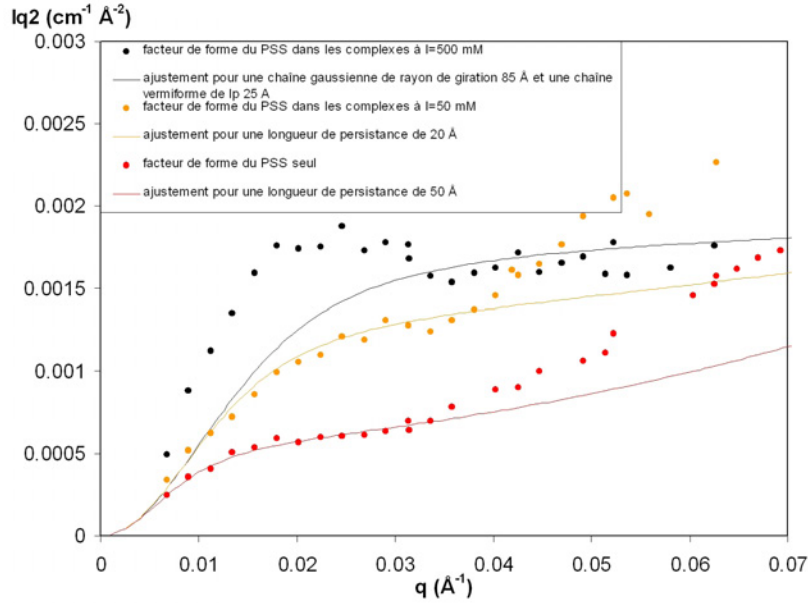 Iq2 (cm-1 Å-2)
0.003
0.0025
0.002
0.0015
0.001
0.0005
0
facteur de forme du PSS dans les complexes à I=500 mM
ajustement pour une chaîne gaussienne de rayon de giration 85 Å et une chaîne
vermiforme de lp 25 A
facteur de forme du PSS dans les complexes à I=50 mM
ajustement pour une longueur de persistance de 20 Å
facteur de forme du PSS seul
ajustement pour une longueur de persistance de 50 Å
0 0.01 0.02 0.03 0.04 0.05 0.06 0.07
q (Å-1)